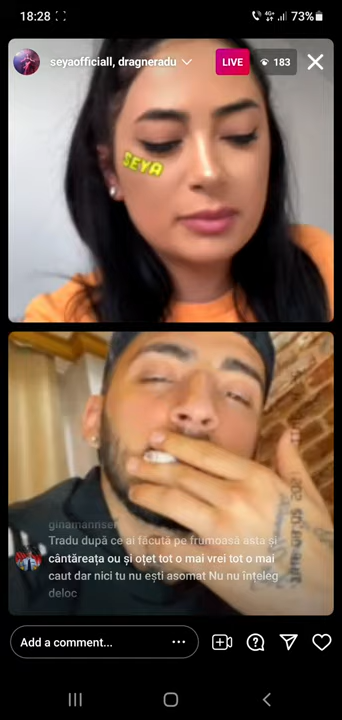 18:28
4G+
73%
seyaofficiall, dragneradu
LIVE
183
SEYA
ginamannser
Tradu după ce ai făcută pe frumoasă asta și
cântăreața ou și oțet tot o mai vrei tot o mai
caut dar nici tu nu ești asomat Nu nu înțeleg
deloc
Add a comment...